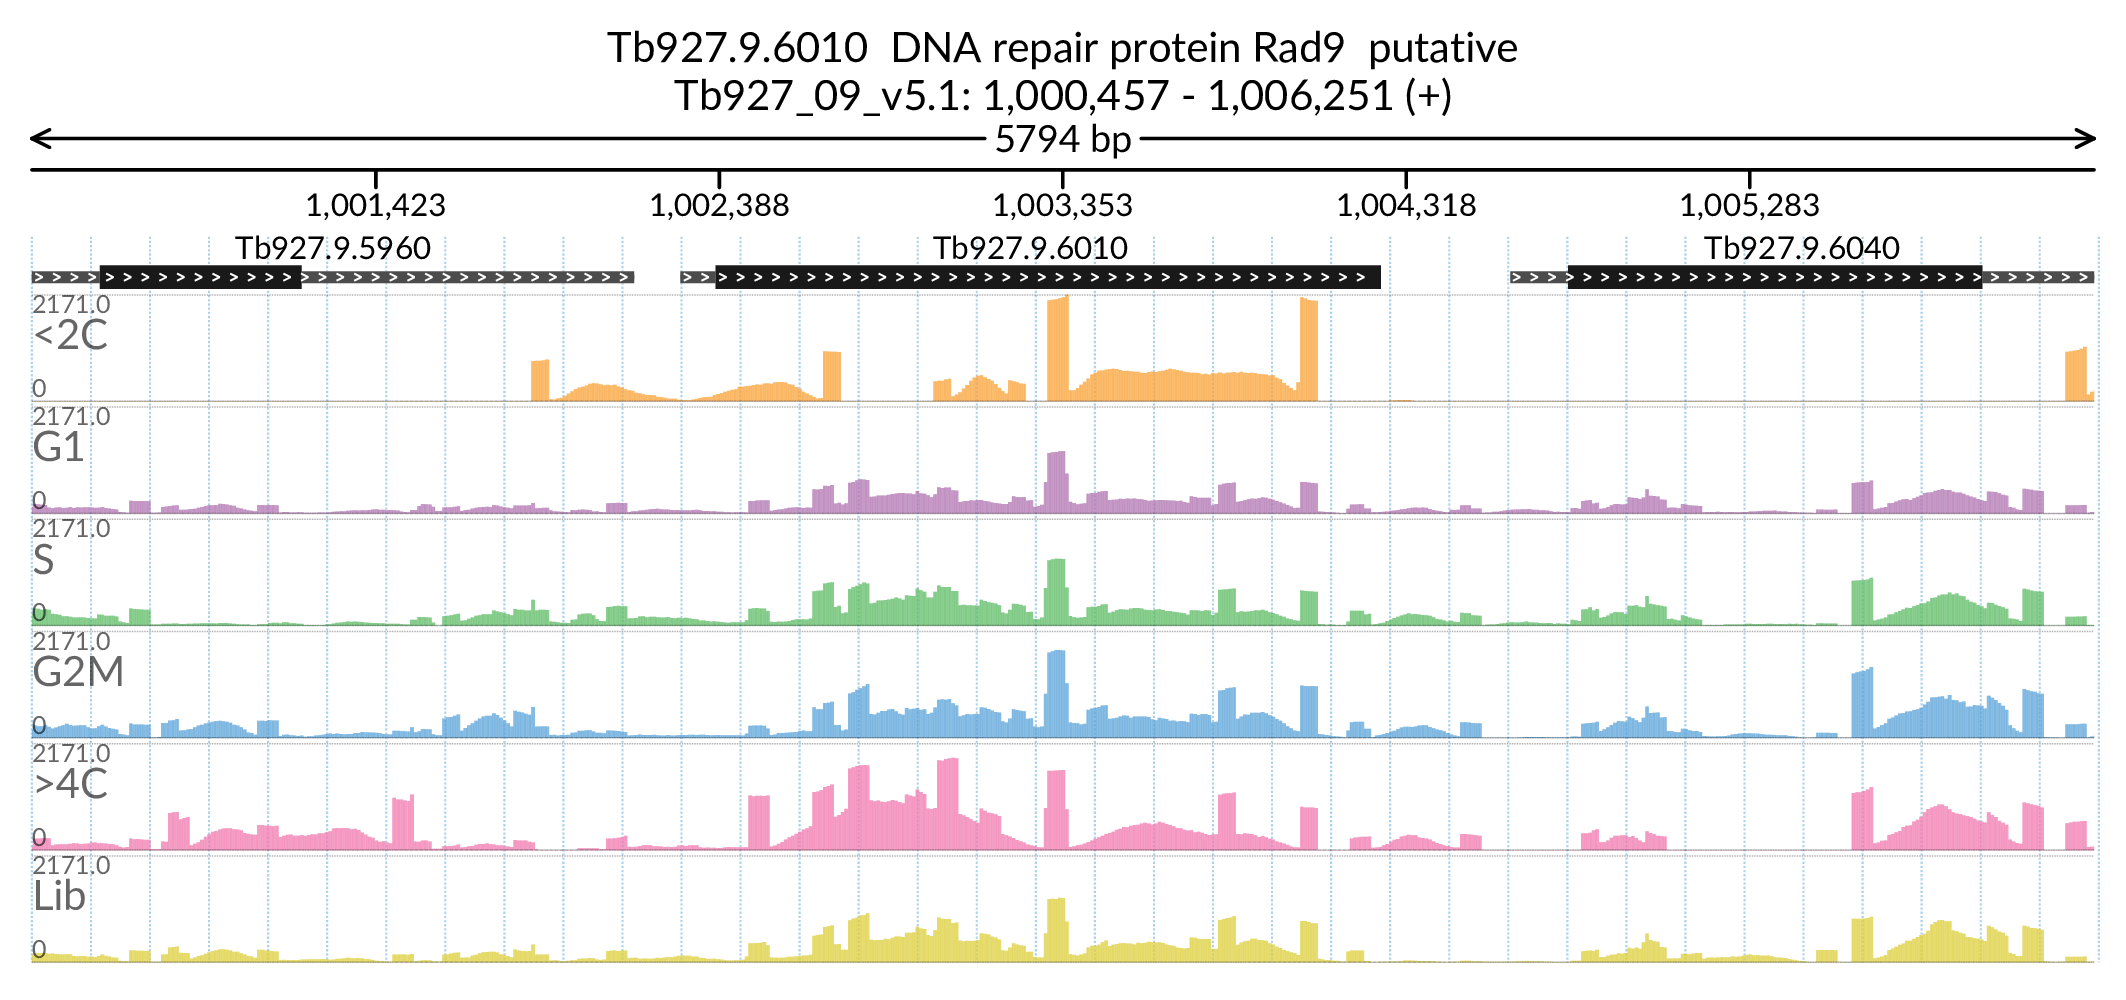 Tb927.9.6010  DNA repair protein Rad9  putative
Tb927_09_v5.1: 1,000,457 - 1,006,251 (+)
5794 bp
1,001,423 1,002,388 1,003,353 1,004,318 1,005,283
Tb927.9.5960 Tb927.9.6010 Tb927.9.6040
2171.0
<2C
0
2171.0
G1
0
2171.0
S
0
2171.0
G2M
0
2171.0
>4C
0
2171.0
Lib
0